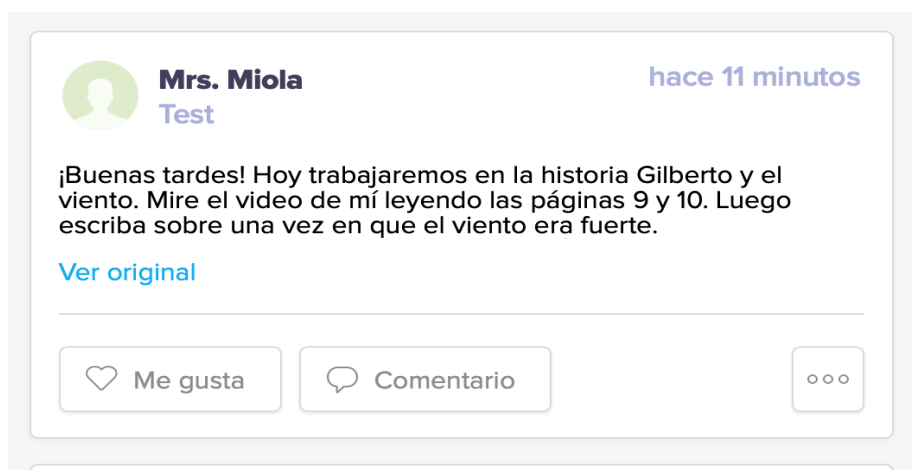 Mrs. Miola
hace 11 minutos
Test
¡Buenas tardes! Hoy trabajaremos en la historia Gilberto y el
viento. Mire el video de mí leyendo las páginas 9 y 10. Luego
escriba sobre una vez en que el viento era fuerte.
Ver original
Me gusta
Comentario